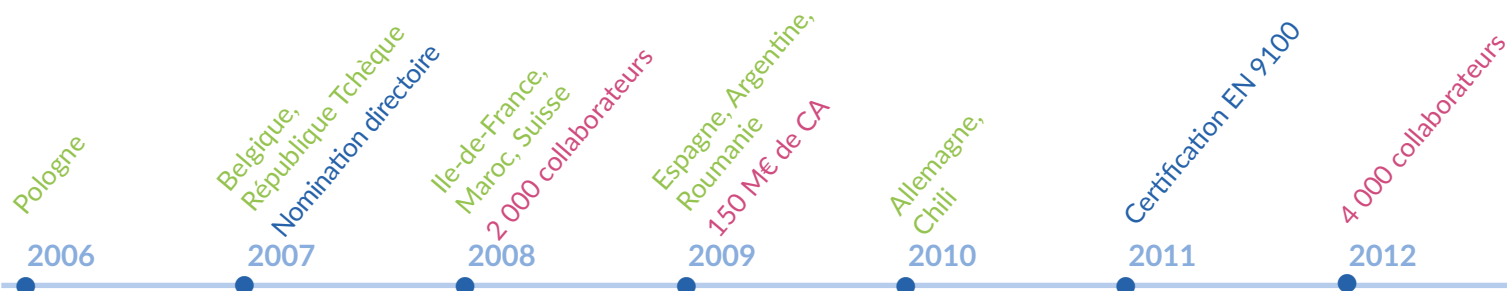 Pologne
2006
Belgique,
République Tchèque
Nomination directoire
2007
Ile-de-France,
Maroc, Suisse
2 000 collaborateurs
2008
Espagne, Argentine,
Roumanie
150 M€ de CA
2009
Allemagne,
Chili
2010
Certification EN 9100
2011
4 000 collaborateurs
2012